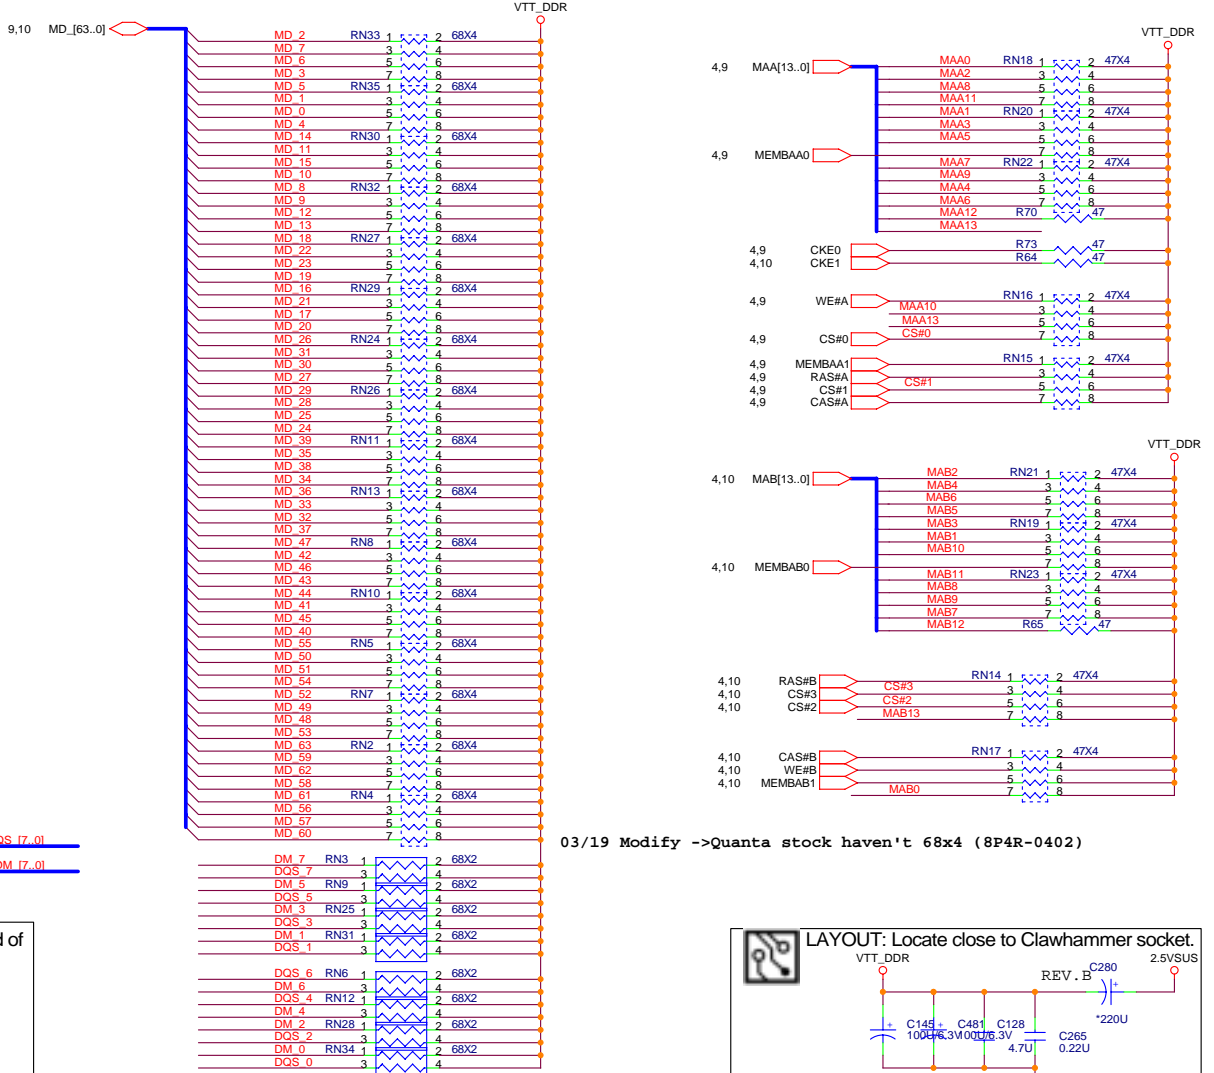 VTT_DDR
9,10 MD_[63..0]
MD_2 RN33 1 2 68X4
MD_7 3 4
MD_6 5 6
MD_3 7 8
MD_5 RN35 1 2 68X4
MD_1 3 4
MD_0 5 6
MD_4 7 8
MD_14 RN30 1 2 68X4
MD_11 3 4
MD_15 5 6
MD_10 7 8
MD_8 RN32 1 2 68X4
MD_9 3 4
MD_12 5 6
MD_13 7 8
MD_18 RN27 1 2 68X4
MD_22 3 4
MD_23 5 6
MD_19 7 8
MD_16 RN29 1 2 68X4
MD_21 3 4
MD_17 5 6
MD_20 7 8
MD_26 RN24 1 2 68X4
MD_31 3 4
MD_30 5 6
MD_27 7 8
MD_29 RN26 1 2 68X4
MD_28 3 4
MD_25 5 6
MD_24 7 8
MD_39 RN11 1 2 68X4
MD_35 3 4
MD_38 5 6
MD_34 7 8
MD_36 RN13 1 2 68X4
MD_33 3 4
MD_32 5 6
MD_37 7 8
MD_47 RN8 1 2 68X4
MD_42 3 4
MD_46 5 6
MD_43 7 8
MD_44 RN10 1 2 68X4
MD_41 3 4
MD_45 5 6
MD_40 7 8
MD_55 RN5 1 2 68X4
MD_50 3 4
MD_51 5 6
MD_54 7 8
MD_52 RN7 1 2 68X4
MD_49 3 4
MD_48 5 6
MD_53 7 8
MD_63 RN2 1 2 68X4
MD_59 3 4
MD_62 5 6
MD_58 7 8
MD_61 RN4 1 2 68X4
MD_56 3 4
MD_57 5 6
MD_60 7 8
QS_[7..0]
DM_[7..0]
DM_7 RN3 1 2 68X2
DQS_7 3 4
DM_5 RN9 1 2 68X2
DQS_5 3 4
DM_3 RN25 1 2 68X2
DQS_3 3 4
DM_1 RN31 1 2 68X2
DQS_1 3 4
DQS_6 RN6 1 2 68X2
DM_6 3 4
DQS_4 RN12 1 2 68X2
DM_4 3 4
DM_2 RN28 1 2 68X2
DQS_2 3 4
DM_0 RN34 1 2 68X2
DQS_0 3 4
of
VTT_DDR
4,9 MAA[13..0]
MAA0 RN18 1 2 47X4
MAA2 3 4
MAA8 5 6
MAA11 7 8
MAA1 RN20 1 2 47X4
MAA3 3 4
MAA5 5 6
4,9 MEMBAA0 7 8
MAA7 RN22 1 2 47X4
MAA9 3 4
MAA4 5 6
MAA6 7 8
MAA12 R70 47
MAA13
4,9 CKE0 R73 47
4,10 CKE1 R64 47
4,9 WE#A RN16 1 2 47X4
MAA10 3 4
MAA13 5 6
4,9 CS#0 CS#0 7 8
4,9 MEMBAA1 RN15 1 2 47X4
4,9 RAS#A 3 4
4,9 CS#1 CS#1 5 6
4,9 CAS#A 7 8
VTT_DDR
4,10 MAB[13..0]
MAB2 RN21 1 2 47X4
MAB4 3 4
MAB6 5 6
MAB5 7 8
MAB3 RN19 1 2 47X4
MAB1 3 4
MAB10 5 6
4,10 MEMBAB0 7 8
MAB11 RN23 1 2 47X4
MAB8 3 4
MAB9 5 6
MAB7 7 8
MAB12 R65 47
4,10 RAS#B RN14 1 2 47X4
4,10 CS#3 CS#3 3 4
4,10 CS#2 CS#2 5 6
MAB13 7 8
4,10 CAS#B RN17 1 2 47X4
4,10 WE#B 3 4
4,10 MEMBAB1 5 6
MAB0 7 8
03/19 Modify ->Quanta stock haven't 68x4 (8P4R-0402)
LAYOUT: Locate close to Clawhammer socket.
VTT_DDR 2.5VSUS
REV.B C280
*220U
C145 C481 C128 C265
100U/6.3V 100U/6.3V 4.7U 0.22U